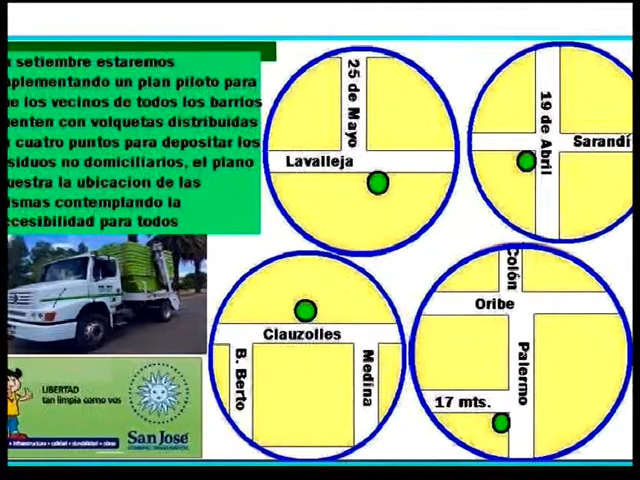 setiembre estaremos
mplementando un plan piloto para
ue los vecinos de todos los barrios
uenten con volquetas distribuidas
cuatro puntos para depositar los
siduos no domiciliarios, el plano
uestra la ubicacion de las
ismas contemplando la
ccesibilidad para todos
25 de Mayo
Lavalleja
19 de Abril
Sarandí
Clauzolles
B. Berto
Medina
Colón
Oribe
Palermo
17 mts.
LIBERTAD
tan limpia como vos
San José